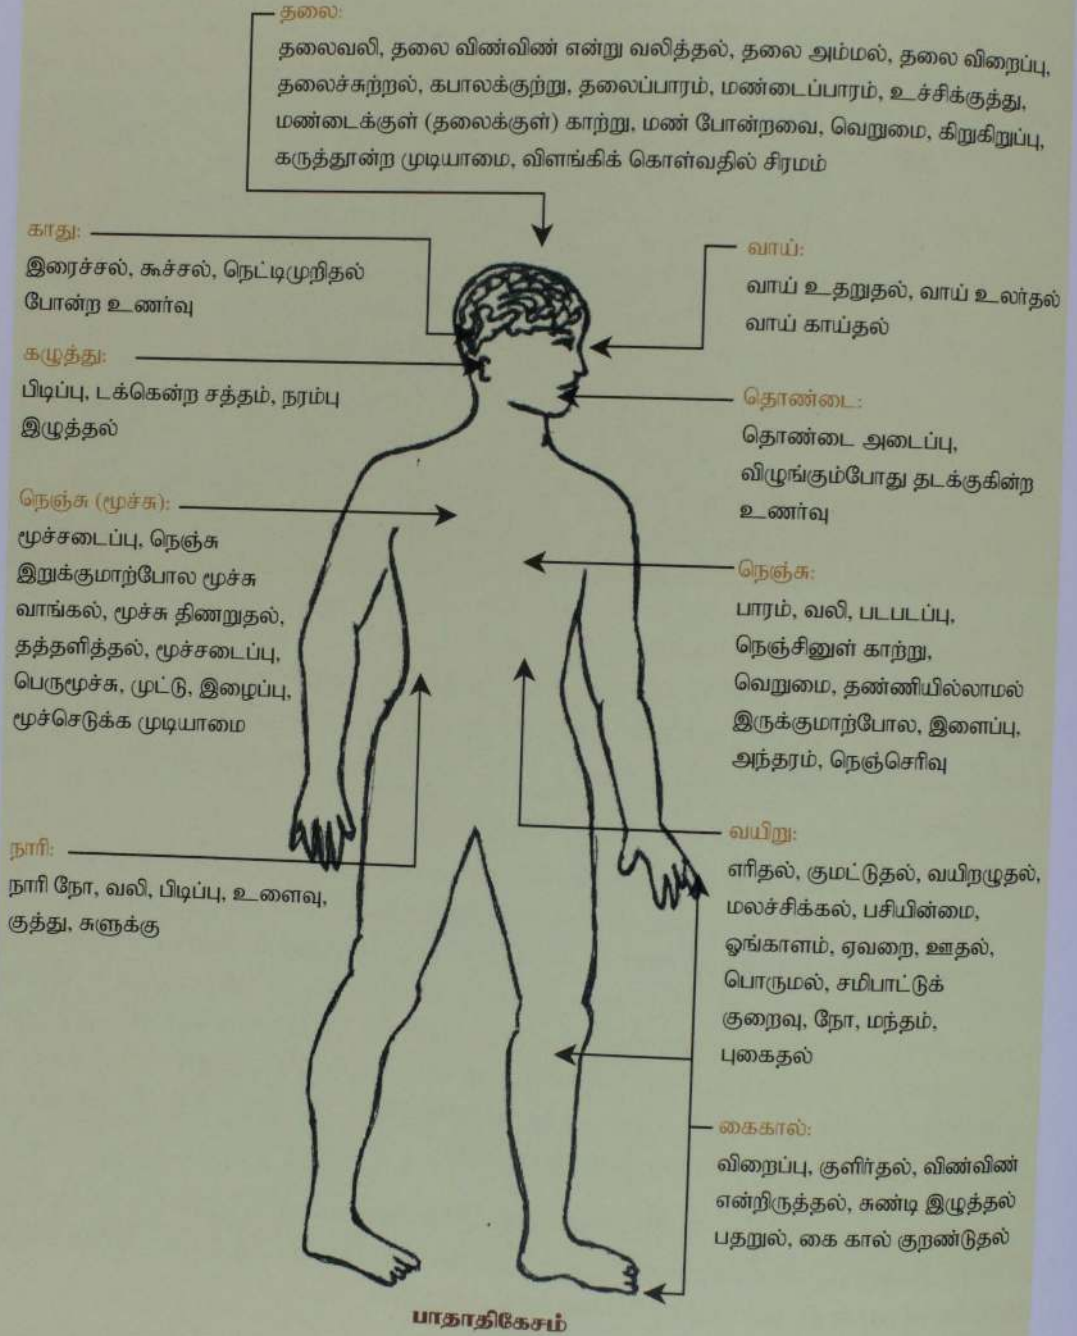 தலை:
தலைவலி, தலை விண்விண் என்று வலித்தல், தலை அம்மல், தலை விறைப்பு,
தலைச்சுற்றல், கபாலக்குற்று, தலைப்பாரம், மண்டைப்பாரம், உச்சிக்குத்து,
மண்டைக்குள் (தலைக்குள்) காற்று, மண் போன்றவை, வெறுமை, கிறுகிறுப்பு,
கருத்தூன்ற முடியாமை, விளங்கிக் கொள்வதில் சிரமம்
காது:
இரைச்சல், கூச்சல், நெட்டிமுறிதல்
போன்ற உணர்வு
கழுத்து:
பிடிப்பு, டக்கென்ற சத்தம், நரம்பு
இழுத்தல்
நெஞ்சு (மூச்சு):
மூச்சடைப்பு, நெஞ்சு
இறுக்குமாற்போல மூச்சு
வாங்கல், மூச்சு திணறுதல்,
தத்தளித்தல், மூச்சடைப்பு,
பெருமூச்சு, முட்டு, இழைப்பு,
மூச்செடுக்க முடியாமை
நாரி:
நாரி நோ, வலி, பிடிப்பு, உளைவு,
குத்து, சுளுக்கு
வாய்:
வாய் உதறுதல், வாய் உலர்தல்
வாய் காய்தல்
தொண்டை:
தொண்டை அடைப்பு,
விழுங்கும்போது தடக்குகின்ற
உணர்வு
நெஞ்சு:
பாரம், வலி, படபடப்பு,
நெஞ்சினுள் காற்று,
வெறுமை, தண்ணியில்லாமல்
இருக்குமாற்போல, இளைப்பு,
அந்தரம், நெஞ்செரிவு
வயிறு:
எரிதல், குமட்டுதல், வயிறழுதல்,
மலச்சிக்கல், பசியின்மை,
ஓங்காளம், ஏவறை, ஊதல்,
பொருமல், சமிபாட்டுக்
குறைவு, நோ, மந்தம்,
புகைதல்
கைகால்:
விறைப்பு, குளிர்தல், விண்விண்
என்றிருத்தல், சுண்டி இழுத்தல்
பதறுல், கை கால் குறண்டுதல்
பாதாதிகேசம்